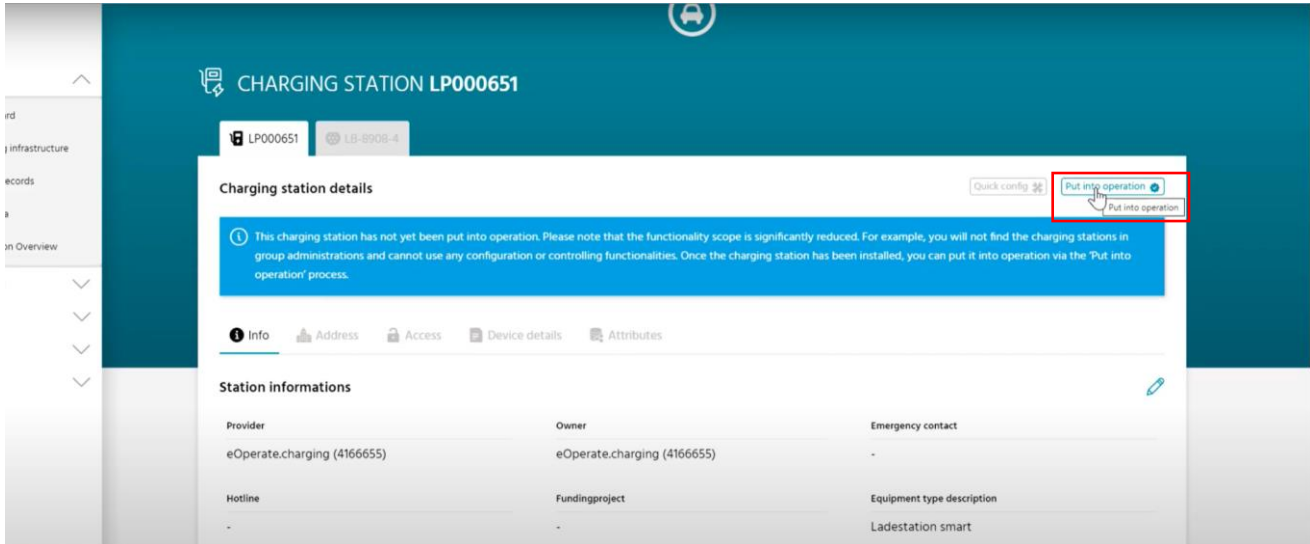 CHARGING STATION LP000651
LP000651
LB-8908-4
infrastructure
Overview
Charging station details
Quick config
Put into operation
Put into operation
This charging station has not yet been put into operation. Please note that the functionality scope is significantly reduced. For example, you will not find the charging stations in
group administrations and cannot use any configuration or controlling functionalities. Once the charging station has been installed, you can put it into operation via the 'Put into
operation' process.
Info
Address
Access
Device details
Attributes
Station informations
Provider
Owner
Emergency contact
eOperate.charging (4166655)
eOperate.charging (4166655)
-
Hotline
Fundingproject
Equipment type description
-
-
Ladestation smart